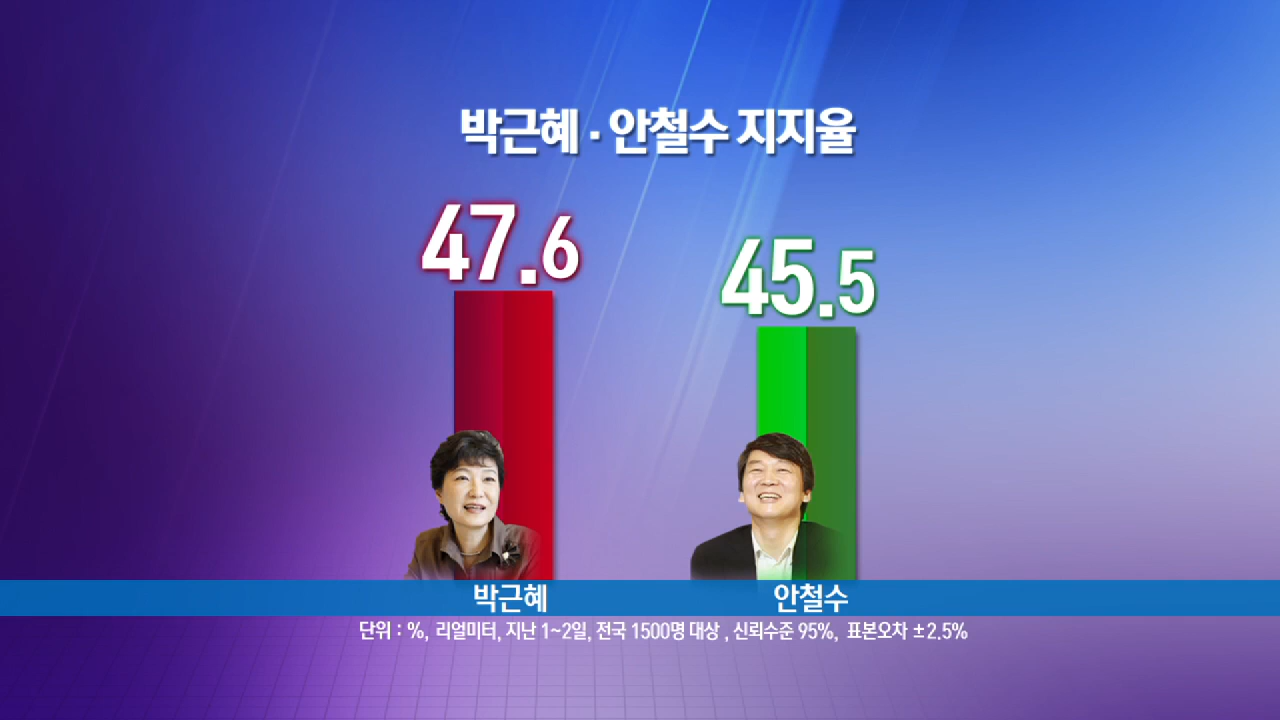 박근혜 · 안철수 지지율
47.6
45.5
박근혜
안철수
단위 : %, 리얼미터, 지난 1~2일, 전국 1500명 대상 , 신뢰수준 95%, 표본오차 ±2.5%